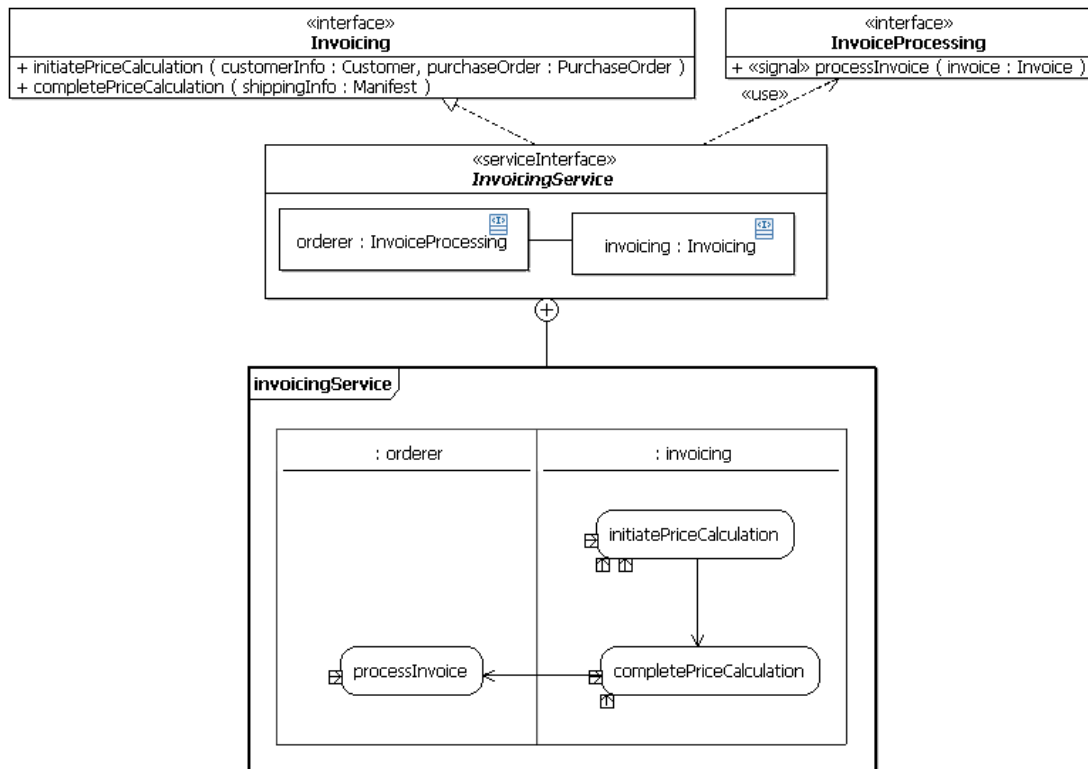 «interface»
Invoicing
+ initiatePriceCalculation ( customerInfo : Customer, purchaseOrder : PurchaseOrder )
+ completePriceCalculation ( shippingInfo : Manifest )
«interface»
InvoiceProcessing
+ «signal» processInvoice ( invoice : Invoice )
«use»
«serviceInterface»
InvoicingService
orderer : InvoiceProcessing
invoicing : Invoicing
invoicingService
: orderer
: invoicing
initiatePriceCalculation
processInvoice
completePriceCalculation